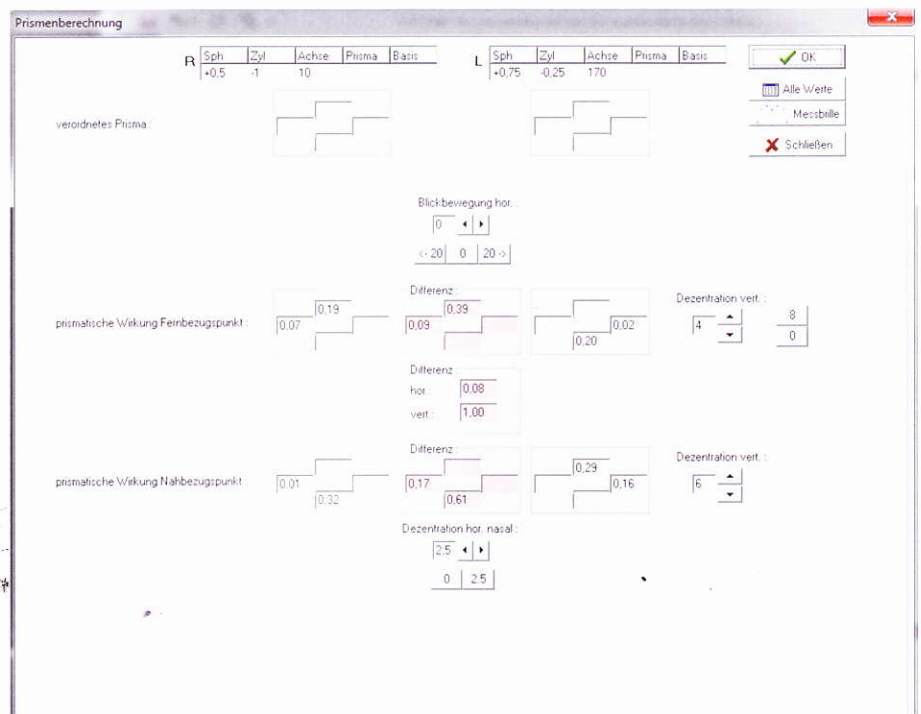 Prismenberechnung
R Sph Zyl Achse Prisma Basis
+0.5 -1 10
L Sph Zyl Achse Prisma Basis
+0,75 -0,25 170
OK
Alle Werte
Messbrille
Schließen
verordnetes Prisma :
Blickbewegung hor. :
0
<- 20 0 20 ->
prismatische Wirkung Fernbezugspunkt :
0.07 0,19
Differenz :
0,09 0,39
0,02
0,20
Dezentration vert. :
4
8
0
Differenz
hor.: 0,08
vert.: 1,00
prismatische Wirkung Nahbezugspunkt
0.01
0,32
Differenz :
0,17
0,61
0,29
0,16
Dezentration vert. :
6
Dezentration hor. nasal :
2.5
0 2.5